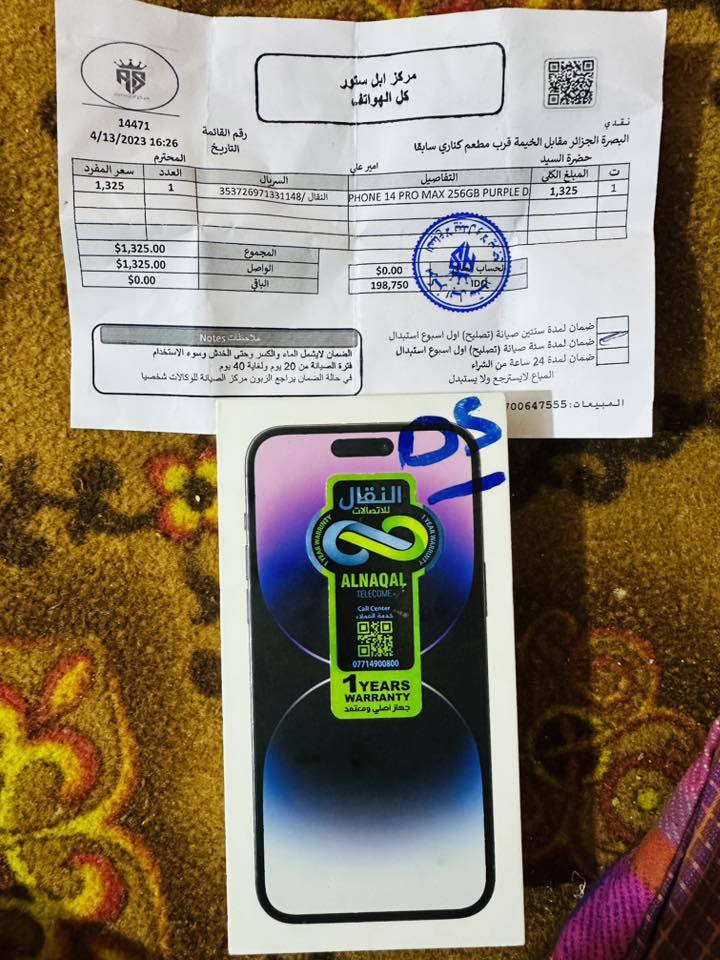 مركز ابل ستور
كل الهواتف
نقدي
البصرة الجزائر مقابل الخيمة قرب مطعم كناري سابقا
رقم القائمة 14471
التاريخ 4/13/2023 16:26
حضرة السيد امير علي المحترم
ت المبلغ الكلي التفاصيل السريال العدد سعر المفرد
1 1,325 PHONE 14 PRO MAX 256GB PURPLE D النقال /353726971331148 1 1,325
المجموع $1,325.00
الواصل $1,325.00
الباقي $0.00
$0.00
198,750
ضمان لمدة سنتين صيانة (تصليح) اول اسبوع استبدال
ضمان لمدة سنة صيانة (تصليح) اول اسبوع استبدال
ضمان لمدة 24 ساعة من الشراء
المباع لايسترجع ولا يستبدل
المبيعات:
700647555
ملاحظات Notes
الضمان لايشمل الماء والكسر وحتى الخدش وسوء الاستخدام
فترة الصيانة من 20 يوم ولغاية 40 يوم
في حالة الضمان يراجع الزبون مركز الصيانة للوكالات شخصيا
DS
النقال
للاتصالات
1 YEAR WARRINTY
1 YEAR WARRINTY
ALNAQAL
TELECOME
Call Center
خدمة العملاء
07714900800
1 YEARS
WARRANTY
جهاز أصلي ومعتمد